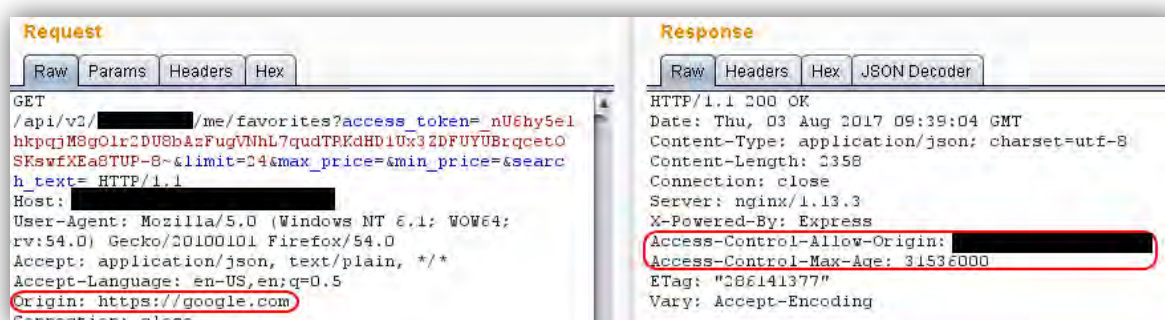 Request
Raw Params Headers Hex
GET
/api/v2/ /me/favorites?access_token=_nU6hy5el
hkpqjM8gOlr2DU8bAzFugVNhL7qudTRKdHD1Ux3ZDFUYUBrqcetO
SKswfXEa8TUP-8~&limit=24&max_price=&min_price=&searc
h_text= HTTP/1.1
Host:
User-Agent: Mozilla/5.0 (Windows NT 6.1; WOW64;
rv:54.0) Gecko/20100101 Firefox/54.0
Accept: application/json, text/plain, */*
Accept-Language: en-US,en;q=0.5
Origin: https://google.com
Connection: close
Response
Raw Headers Hex JSON Decoder
HTTP/1.1 200 OK
Date: Thu, 03 Aug 2017 09:39:04 GMT
Content-Type: application/json; charset=utf-8
Content-Length: 2358
Connection: close
Server: nginx/1.13.3
X-Powered-By: Express
Access-Control-Allow-Origin:
Access-Control-Max-Age: 31536000
ETag: "286141377"
Vary: Accept-Encoding